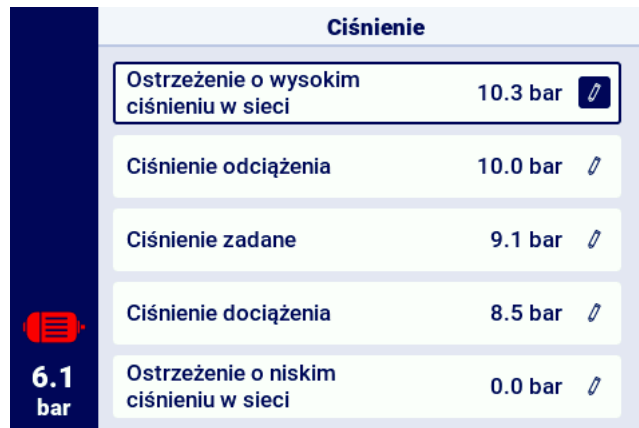 Ciśnienie
Ostrzeżenie o wysokim
ciśnieniu w sieci
10.3 bar
Ciśnienie odciążenia
10.0 bar
Ciśnienie zadane
9.1 bar
Ciśnienie dociążenia
8.5 bar
Ostrzeżenie o niskim
ciśnieniu w sieci
0.0 bar
6.1
bar